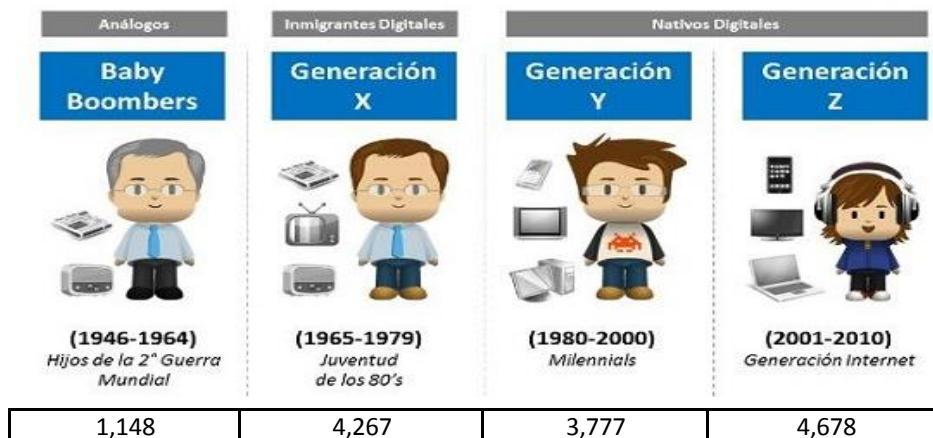 Análogos
Inmigrantes Digitales
Nativos Digitales
Baby
Boombers
Generación
X
Generación
Y
Generación
Z
(1946-1964)
Hijos de la 2° Guerra
Mundial
(1965-1979)
Juventud
de los 80's
(1980-2000)
Milennials
(2001-2010)
Generación Internet
1,148
4,267
3,777
4,678